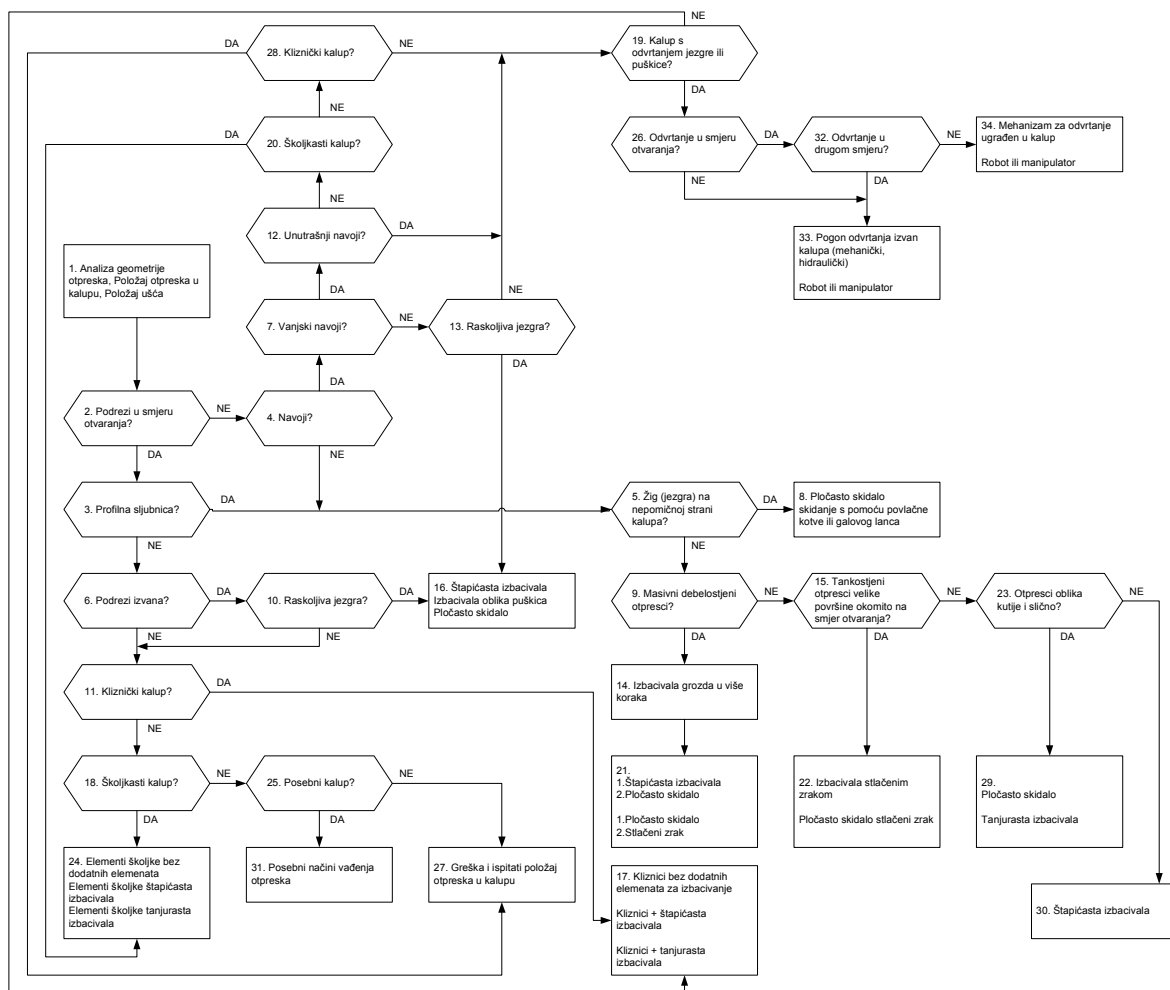 NE
DA
28. Kliznički kalup?
NE
19. Kalup s
odvrtanjem jezgre ili
puškice?
NE
DA
DA
20. Školjkasti kalup?
26. Odvrtanje u smjeru
otvaranja?
DA
32. Odvrtanje u
drugom smjeru?
NE
34. Mehanizam za odvrtanje
ugrađen u kalup
Robot ili manipulator
NE
NE
DA
12. Unutrašnji navoji?
DA
33. Pogon odvrtanja izvan
kalupa (mehanički,
hidraulički)
Robot ili manipulator
1. Analiza geometrije
otpreska, Položaj otpreska u
kalupu, Položaj ušća
DA
NE
7. Vanjski navoji?
NE
13. Raskoljiva jezgra?
DA
DA
2. Podrezi u smjeru
otvaranja?
NE
4. Navoji?
DA
NE
3. Profilna sljubnica?
DA
5. Žig (jezgra) na
nepomičnoj strani
kalupa?
DA
8. Pločasto skidalo
skidanje s pomoću povlačne
kotve ili galovog lanca
NE
NE
6. Podrezi izvana?
DA
10. Raskoljiva jezgra?
DA
16. Štapićasta izbacivala
Izbacivala oblika puškica
Pločasto skidalo
9. Masivni debelostjeni
otpresci?
NE
15. Tankostjeni
otpresci velike
površine okomito na
smjer otvaranja?
NE
23. Otpresci oblika
kutije i slično?
NE
NE
NE
DA
DA
DA
11. Kliznički kalup?
DA
14. Izbacivala grozda u više
koraka
NE
18. Školjkasti kalup?
NE
25. Posebni kalup?
NE
21.
1.Štapićasta izbacivala
2.Pločasto skidalo
1.Pločasto skidalo
2.Stlačeni zrak
22. Izbacivala stlačenim
zrakom
Pločasto skidalo stlačeni zrak
29.
Pločasto skidalo
Tanjurasta izbacivala
DA
DA
24. Elementi školjke bez
dodatnih elemenata
Elementi školjke štapićasta
izbacivala
Elementi školjke tanjurasta
izbacivala
31. Posebni načini vađenja
otpreska
27. Greška i ispitati položaj
otpreska u kalupu
17. Kliznici bez dodatnih
elemenata za izbacivanje
Kliznici + štapićasta
izbacivala
Kliznici + tanjurasta
izbacivala
30. Štapićasta izbacivala